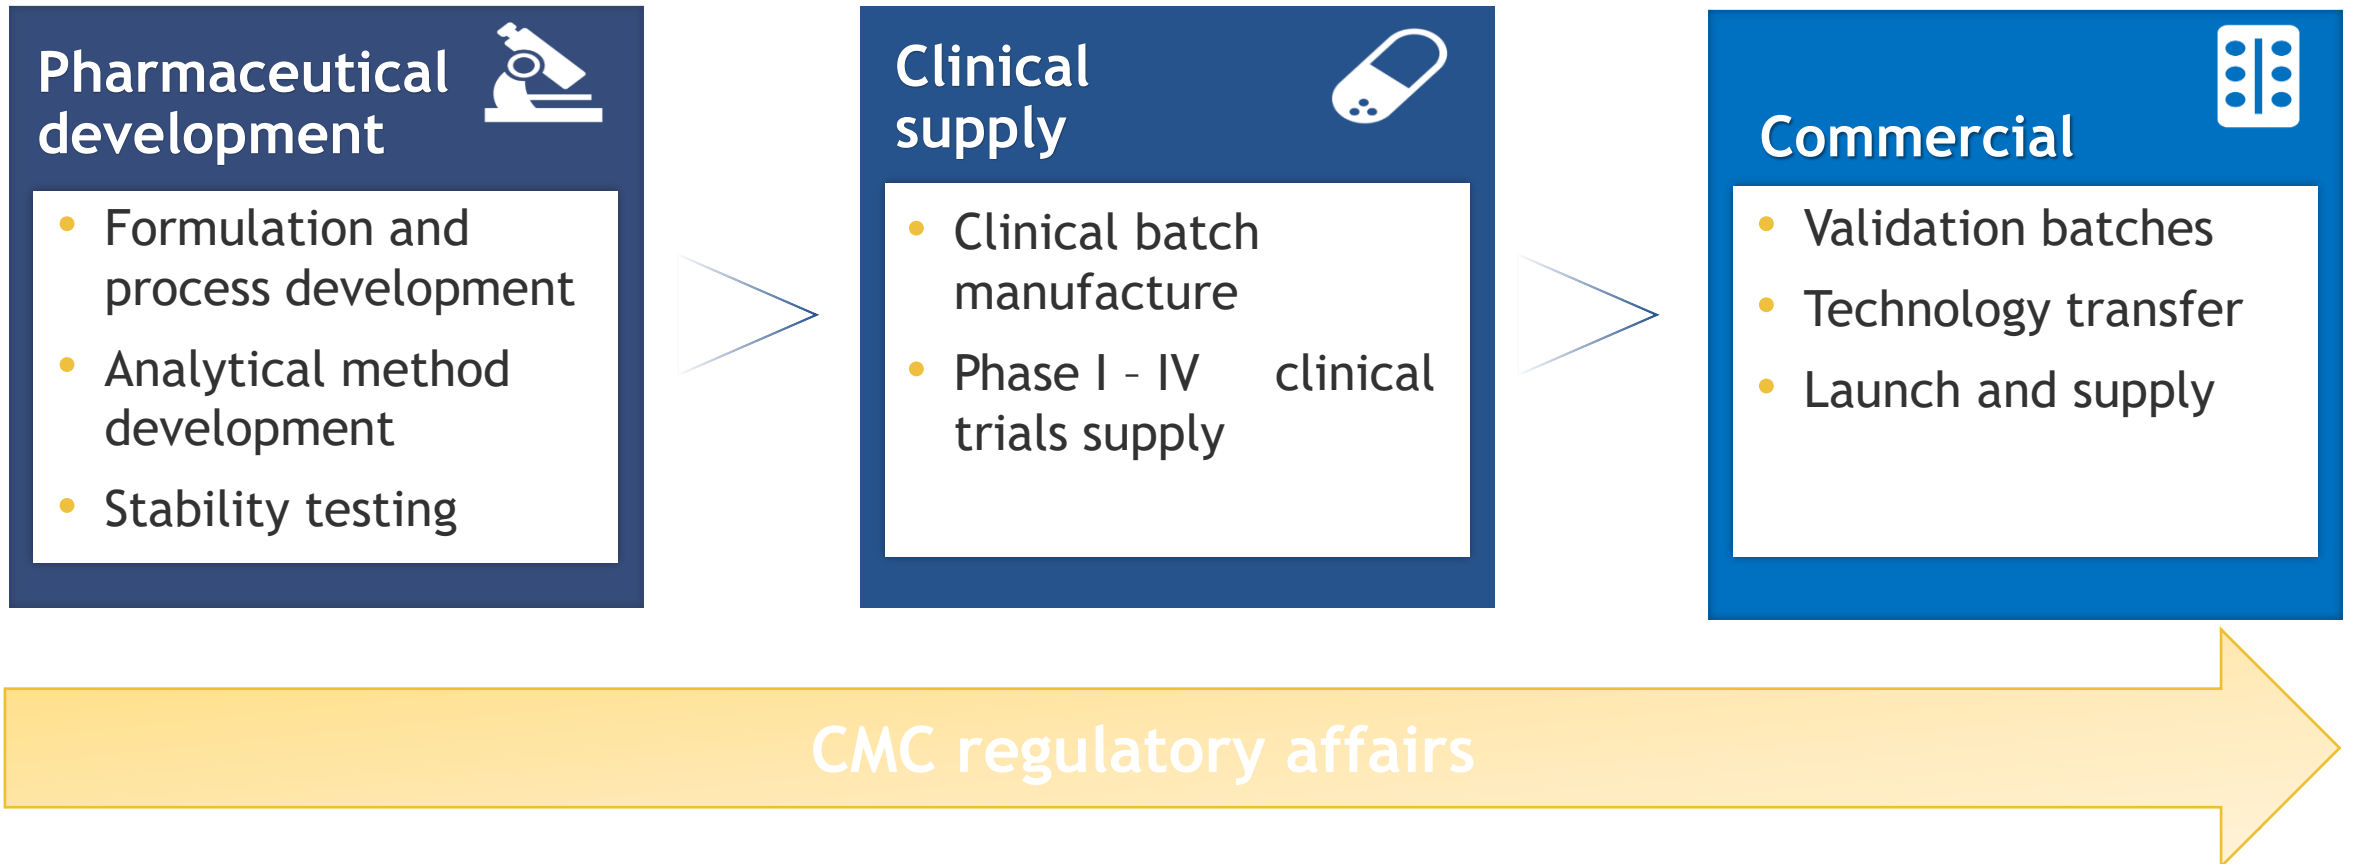 Pharmaceutical
development
• Formulation and
process development
• Analytical method
development
• Stability testing
Clinical
supply
• Clinical batch
manufacture
• Phase I – IV clinical
trials supply
Commercial
• Validation batches
• Technology transfer
• Launch and supply
CMC regulatory affairs